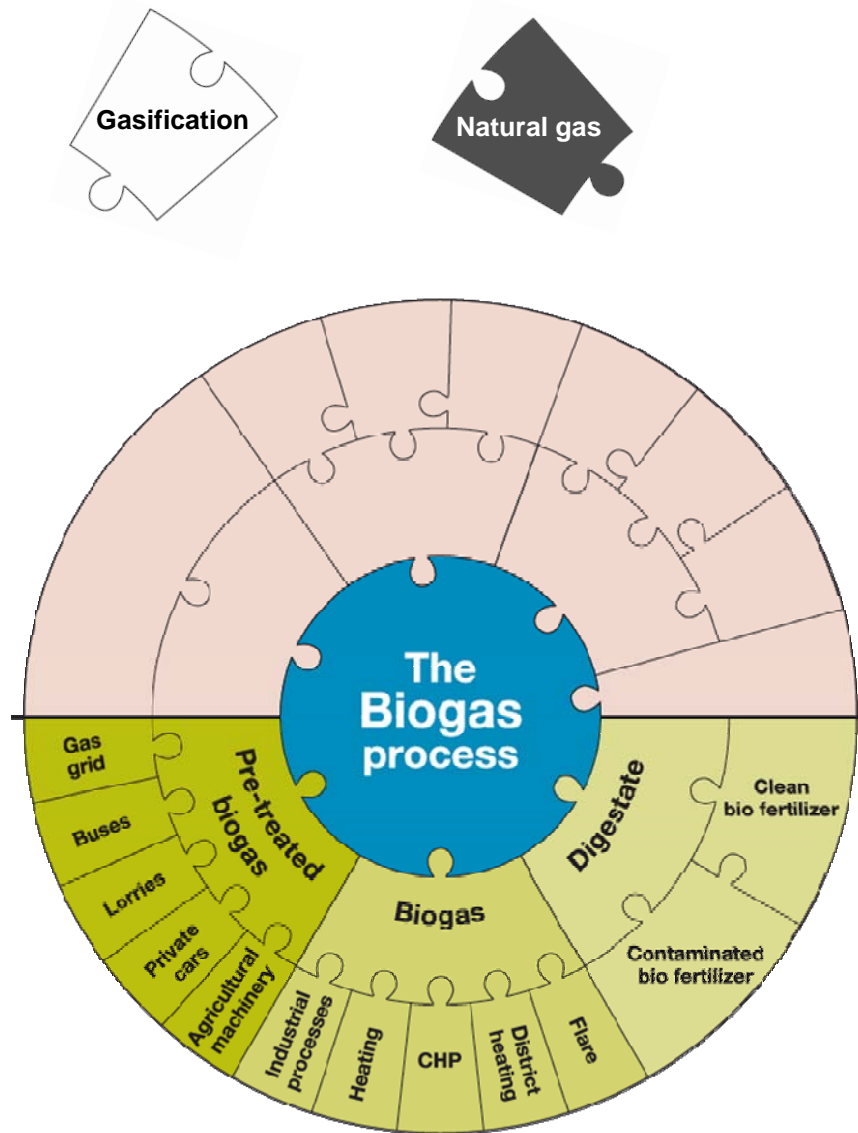 Gasification
Natural gas
The
Biogas
process
Gas
grid
Buses
Lorries
Private
cars
Agricultural
machinery
Pre-treated
biogas
Biogas
Digestate
Industrial
processes
Heating
CHP
District
heating
Flare
Clean
bio fertilizer
Contaminated
bio fertilizer